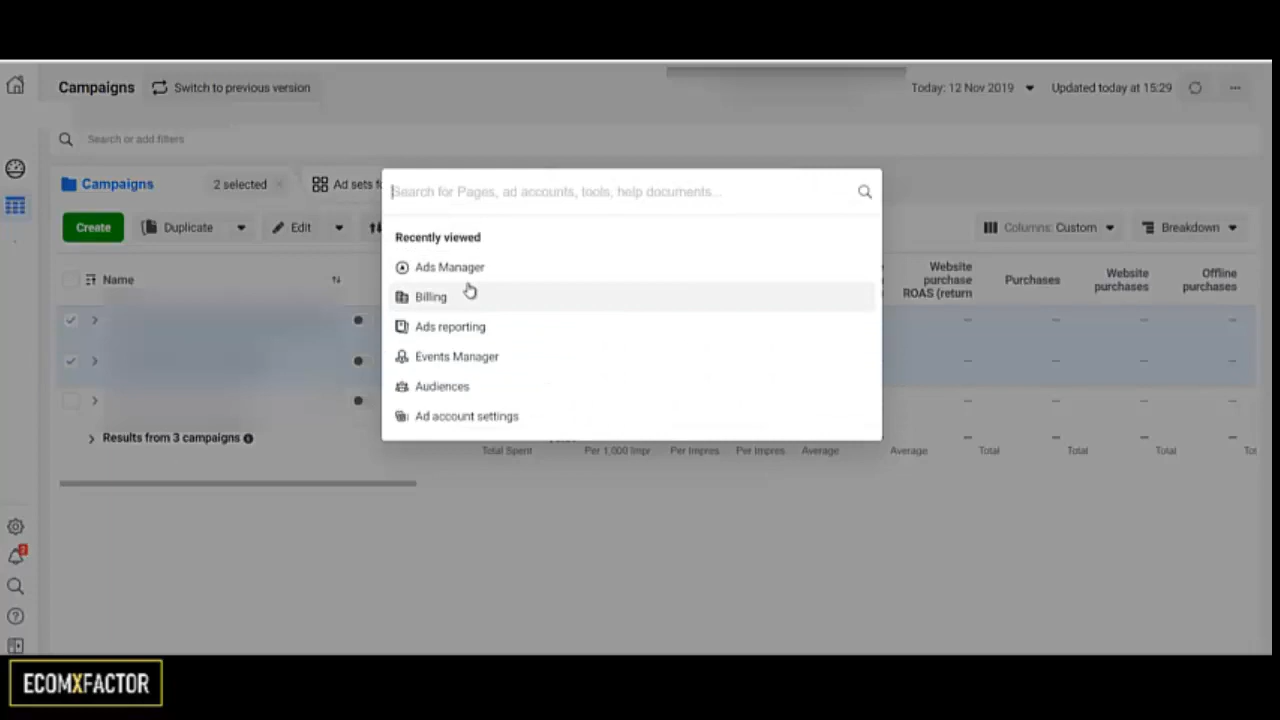 Campaigns
Switch to previous version
Today: 12 Nov 2019
Updated today at 15:29
Search or add filters
Campaigns
2 selected
Ad sets
Search for Pages, ad accounts, tools, help documents...
Create
Duplicate
Edit
Columns: Custom
Breakdown
Recently viewed
Ads Manager
Billing
Ads reporting
Events Manager
Audiences
Ad account settings
Name
Website
purchase
ROAS (return
Purchases
Website
purchases
Offline
purchases
Results from 3 campaigns
Total Spent
Per 1,000 Impr
Per Impres
Per Impres
Average
Average
Total
Total
Total
2
ECOMXFACTOR